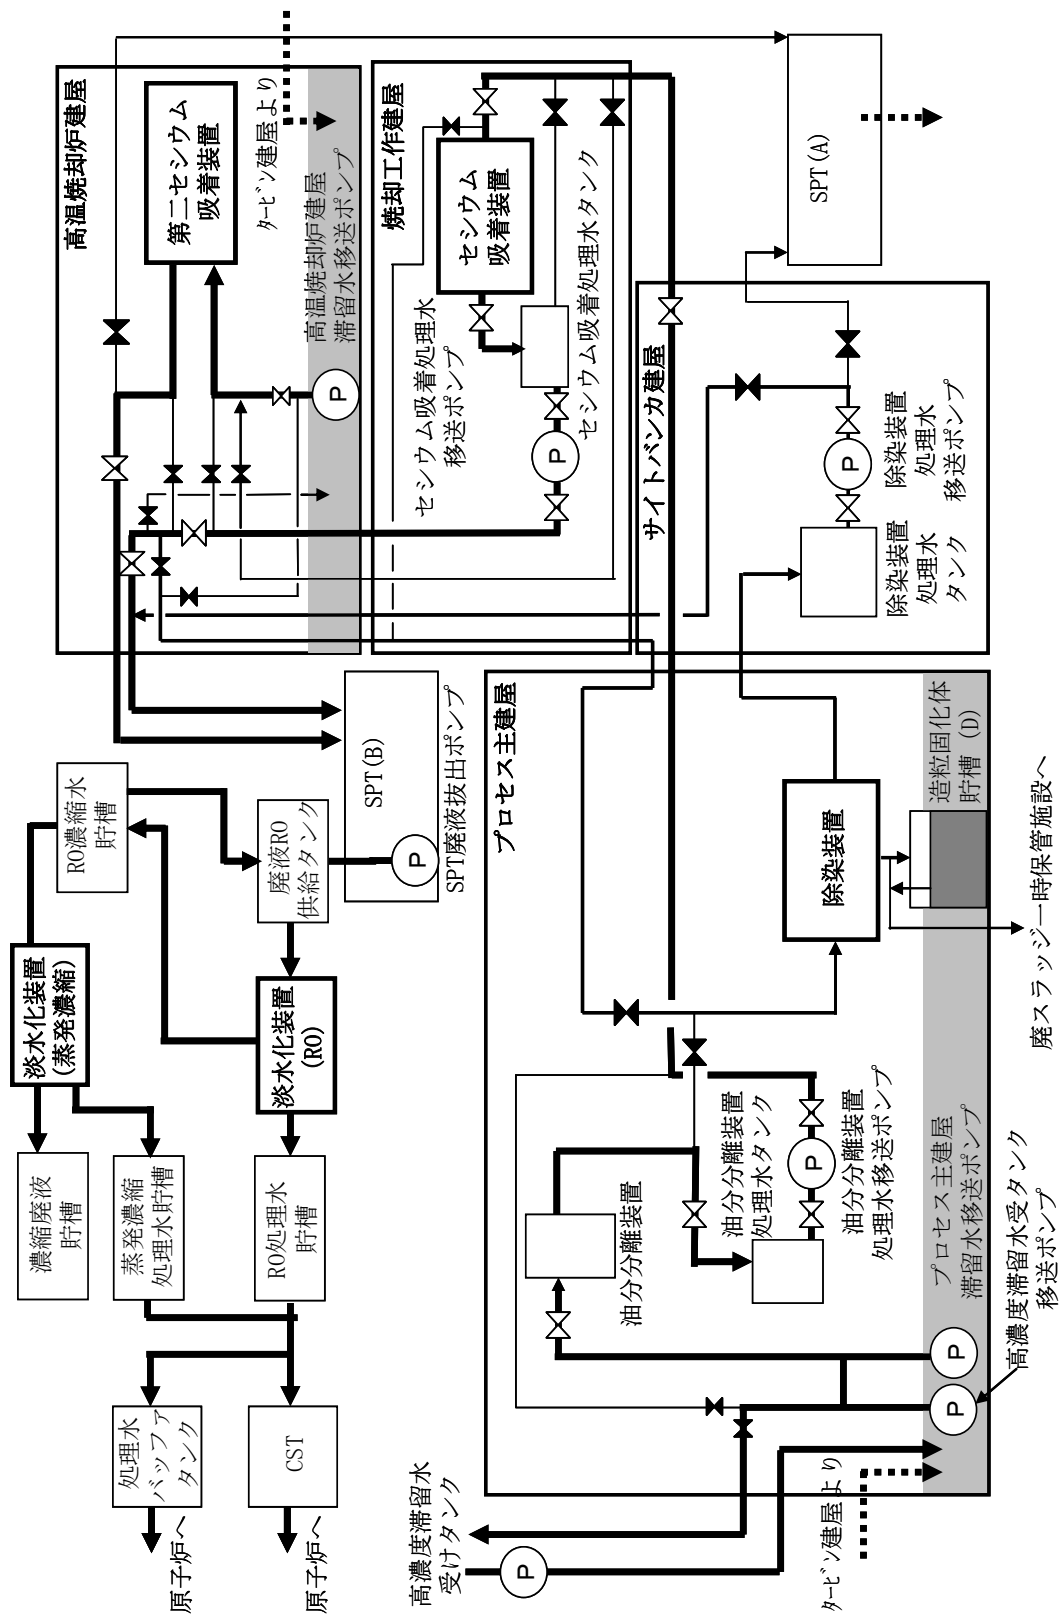 高温焼却炉建屋
第二セシウム
吸着装置
タービン建屋より
高温焼却炉建屋
滞留水移送ポンプ
P
焼却工作建屋
セシウム
吸着装置
セシウム吸着処理水
移送ポンプ
セシウム吸着処理水タンク
P
SPT(A)
サイトバンカ建屋
除染装置
処理水
移送ポンプ
P
除染装置
処理水
タンク
RO濃縮水
貯槽
廃液RO
供給タンク
SPT(B)
P
SPT廃液抜出ポンプ
淡水化装置
(蒸発濃縮)
淡水化装置
(RO)
濃縮廃液
貯槽
蒸発濃縮
処理水貯槽
RO処理水
貯槽
処理水
バッファ
タンク
CST
原子炉へ
原子炉へ
プロセス主建屋
除染装置
造粒固化体
貯槽(D)
廃スラッジ一時保管施設へ
油分分離装置
油分分離装置
処理水タンク
油分分離装置
処理水移送ポンプ
P
プロセス主建屋
滞留水移送ポンプ
P
P
高濃度滞留水受タンク
移送ポンプ
高濃度滞留水
受けタンク
P
タービン建屋より